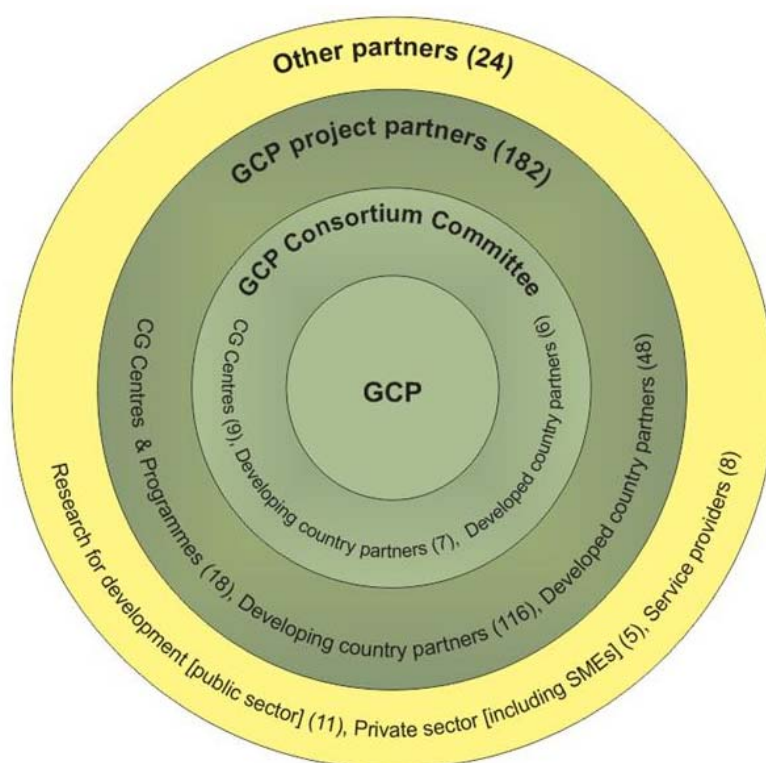 Other partners (24)
GCP project partners (182)
GCP Consortium Committee
GCP
CG Centres (9), Developing country partners (7), Developed country partners (6)
CG Centres & Programmes (18), Developing country partners (116), Developed country partners (48)
Research for development [public sector] (11), Private sector [including SMEs] (5), Service providers (8)